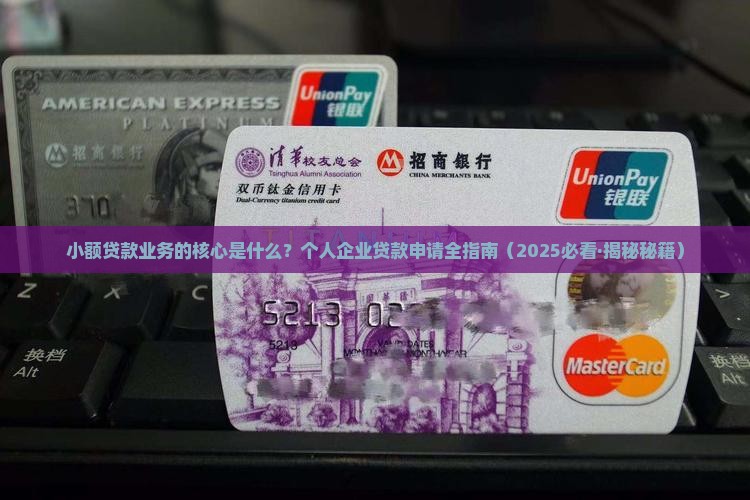 AMERICAN EXPRESS
PLATINUM
招商银行
UnionPay
银联
370
清華校友总会
Tsinghua Alumni Association
招商银行
CHINA MERCHANTS BANK
双币钛金信用卡
Dual-Currency titanium credit card
UnionPay
银联
小额贷款业务的核心是什么？个人企业贷款申请全指南（2025必看·揭秘秘籍）
5213 02
5213
MasterCard
Z
X
C
换档
Alt
换档
Alt